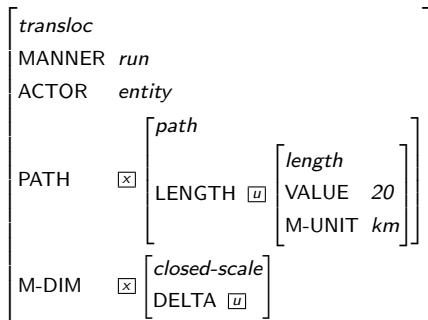 transloc
MANNER run
ACTOR entity
path
LENGTH u
length
VALUE 20
M-UNIT km
PATH x
M-DIM x
closed-scale
DELTA u